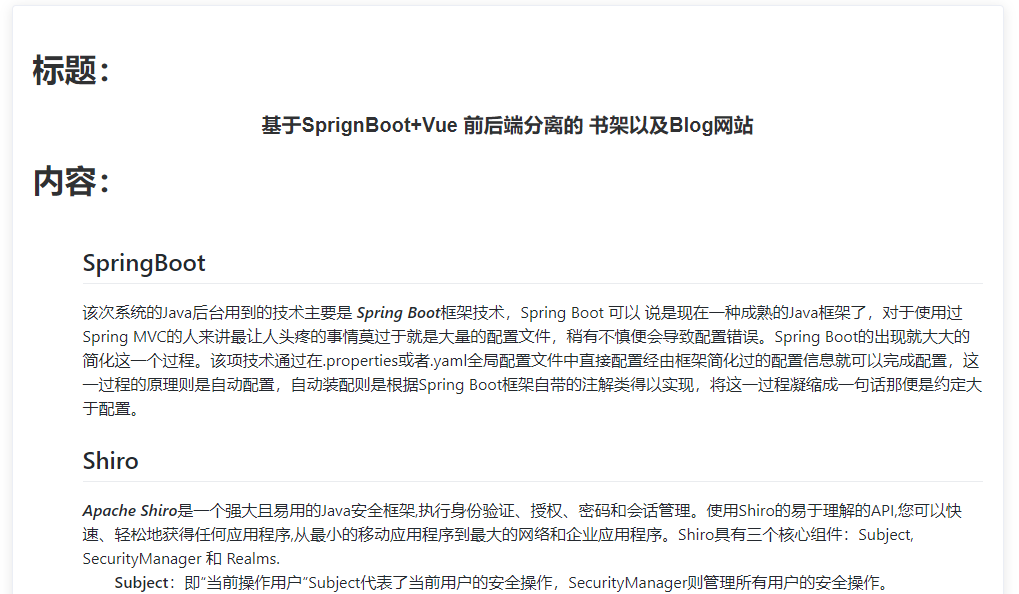 标题：
基于SprignBoot+Vue 前后端分离的 书架以及Blog网站
内容：
SpringBoot
该次系统的Java后台用到的技术主要是 Spring Boot框架技术，Spring Boot 可以 说是现在一种成熟的Java框架了，对于使用过
Spring MVC的人来讲最让人头疼的事情莫过于就是大量的配置文件，稍有不慎便会导致配置错误。Spring Boot的出现就大大的
简化这一个过程。该项技术通过在.properties或者.yaml全局配置文件中直接配置经由框架简化过的配置信息就可以完成配置，这
一过程的原理则是自动配置，自动装配则是根据Spring Boot框架自带的注解类得以实现，将这一过程凝缩成一句话那便是约定大
于配置。
Shiro
Apache Shiro是一个强大且易用的Java安全框架,执行身份验证、授权、密码和会话管理。使用Shiro的易于理解的API,您可以快
速、轻松地获得任何应用程序,从最小的移动应用程序到最大的网络和企业应用程序。Shiro具有三个核心组件：Subject,
SecurityManager 和 Realms.
Subject：即“当前操作用户“Subject代表了当前用户的安全操作，SecurityManager则管理所有用户的安全操作。